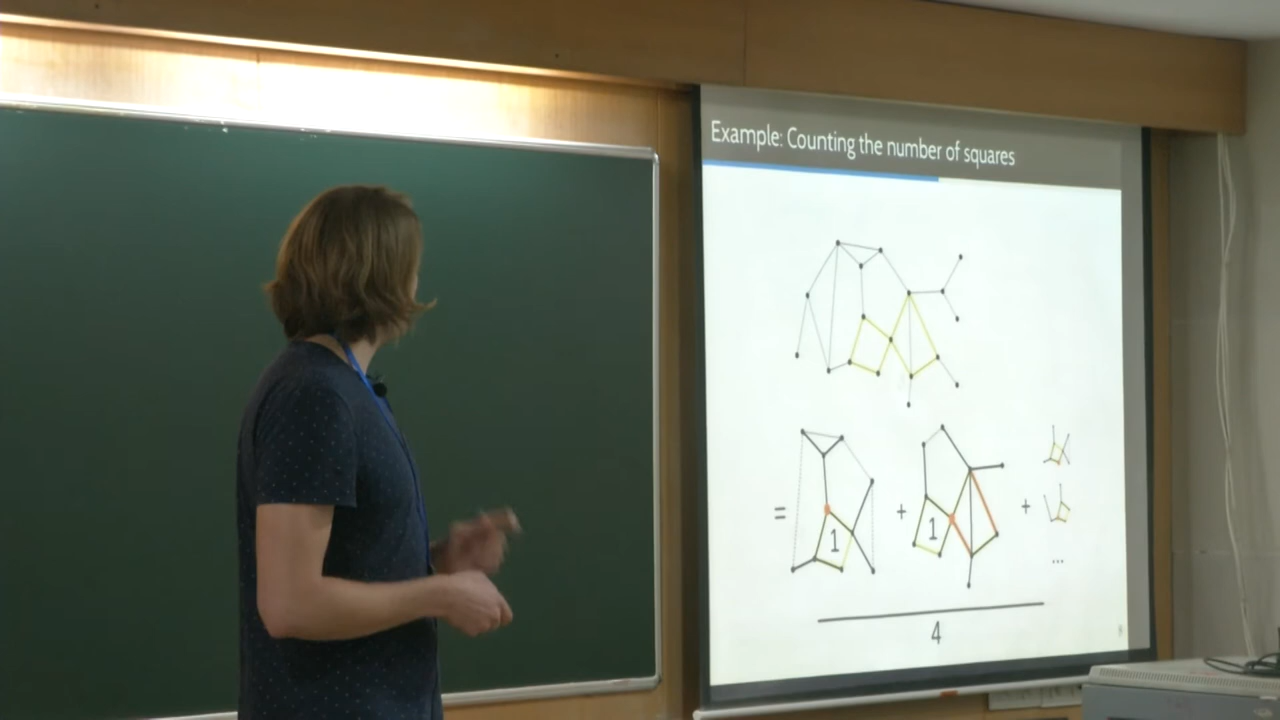 Example: Counting the number of squares
= 1 + 1 + ...
4